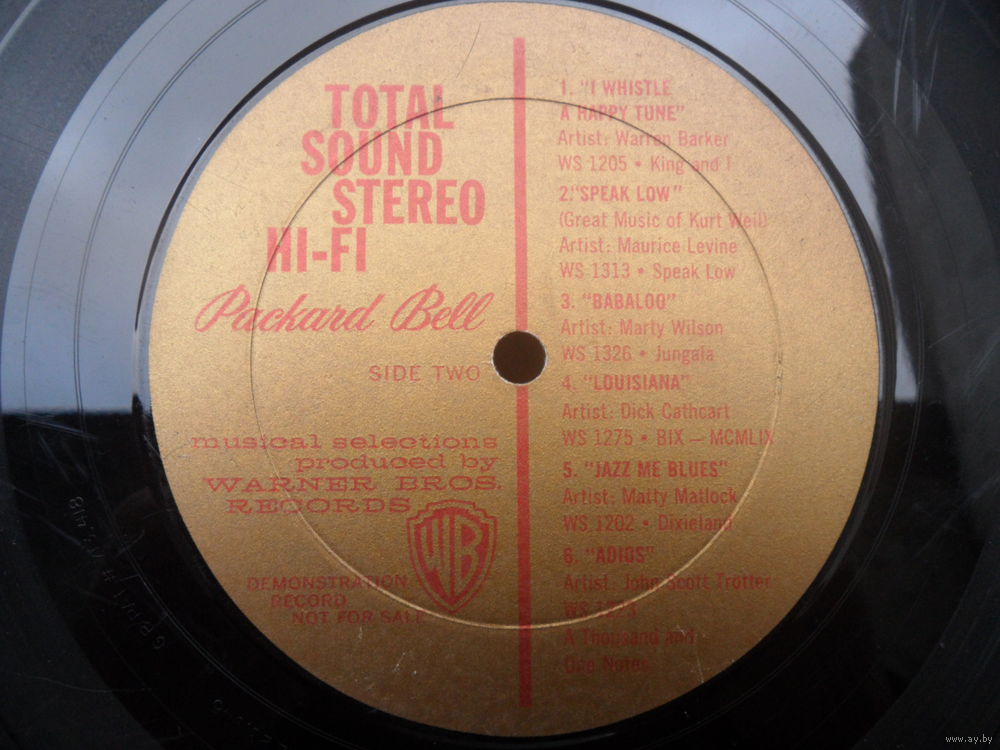 TOTAL
SOUND
STEREO
HI-FI
Packard Bell
SIDE TWO
musical selections
produced by
WARNER BROS.
RECORDS
WB
DEMONSTRATION
RECORD
NOT FOR SALE
1. "I WHISTLE
A HAPPY TUNE"
Artist: Warren Barker
WS 1205 • King and I
2."SPEAK LOW"
(Great Music of Kurt Weill)
Artist: Maurice Levine
WS 1313 • Speak Low
3. "BABALOO"
Artist: Marty Wilson
WS 1326 • Jungala
4. "LOUISIANA"
Artist: Dick Cathcart
WS 1275 • BIX — MCMLIX
5. "JAZZ ME BLUES"
Artist: Matty Matlock
WS 1202 • Dixieland
6. "ADIOS"
Artist: John Scott Trotter
WS
A Thousand and
One Notes
www.ay.by